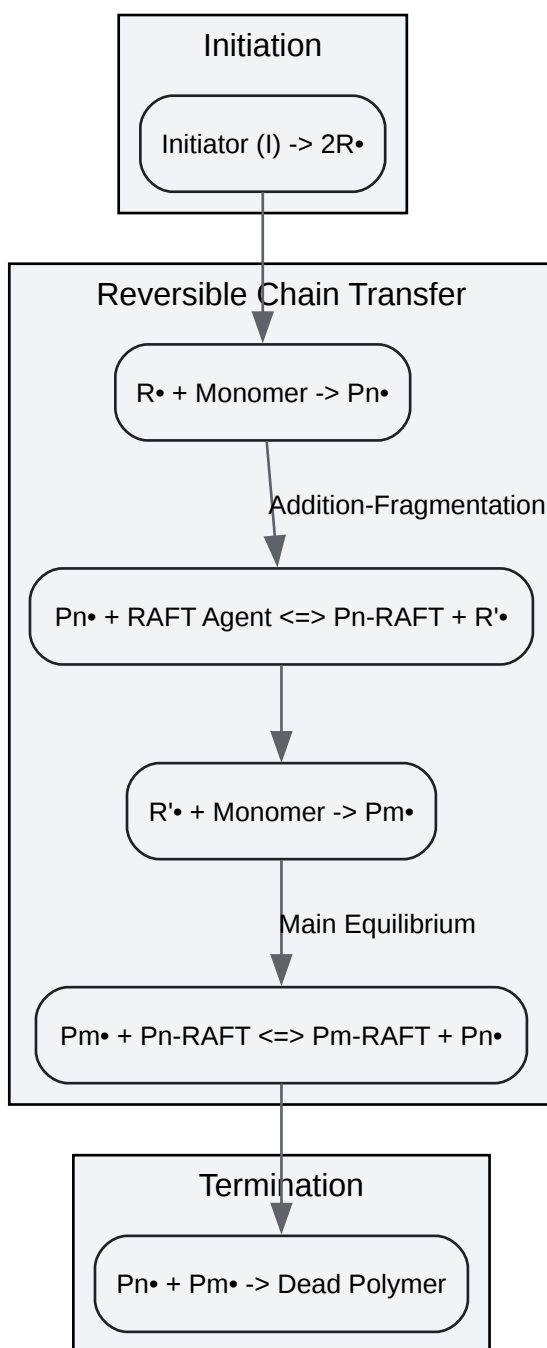 Initiation
Initiator (I) -> 2R•
Reversible Chain Transfer
R• + Monomer -> Pn•
Addition-Fragmentation
Pn• + RAFT Agent <=> Pn-RAFT + R'•
R'• + Monomer -> Pm•
Main Equilibrium
Pm• + Pn-RAFT <=> Pm-RAFT + Pn•
Termination
Pn• + Pm• -> Dead Polymer